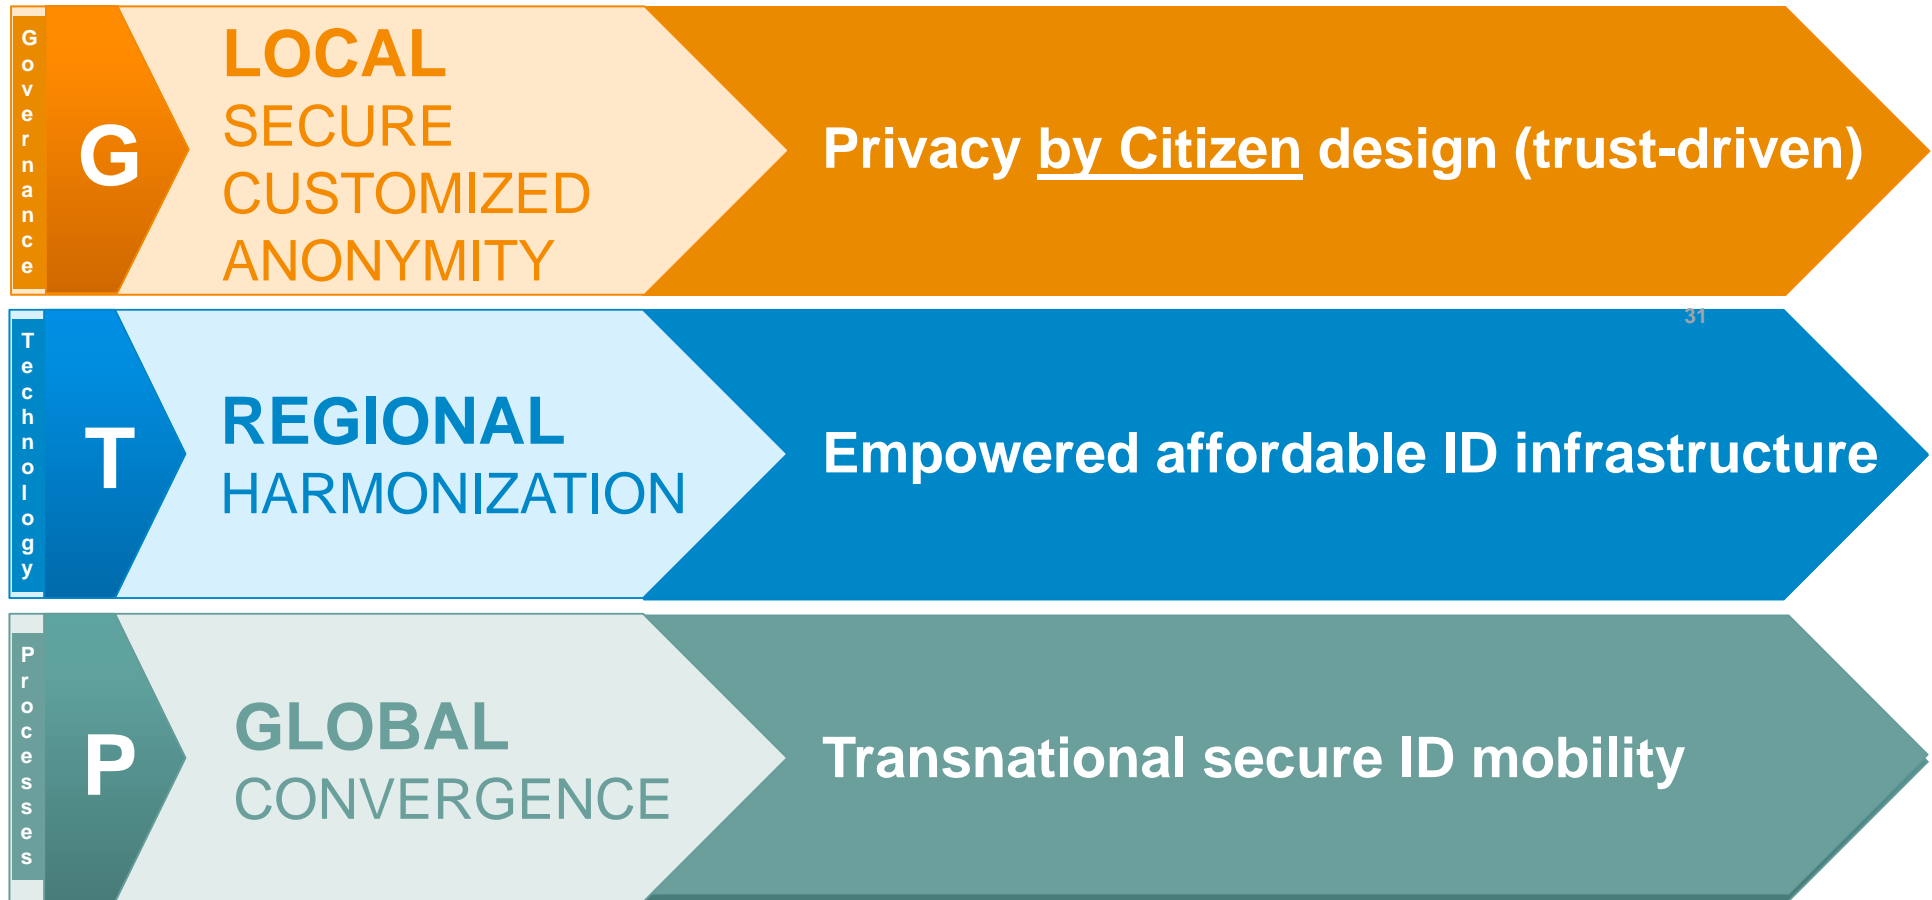 Governance
G
LOCAL
SECURE
CUSTOMIZED
ANONYMITY
Privacy by Citizen design (trust-driven)
31
Technology
T
REGIONAL
HARMONIZATION
Empowered affordable ID infrastructure
Processes
P
GLOBAL
CONVERGENCE
Transnational secure ID mobility